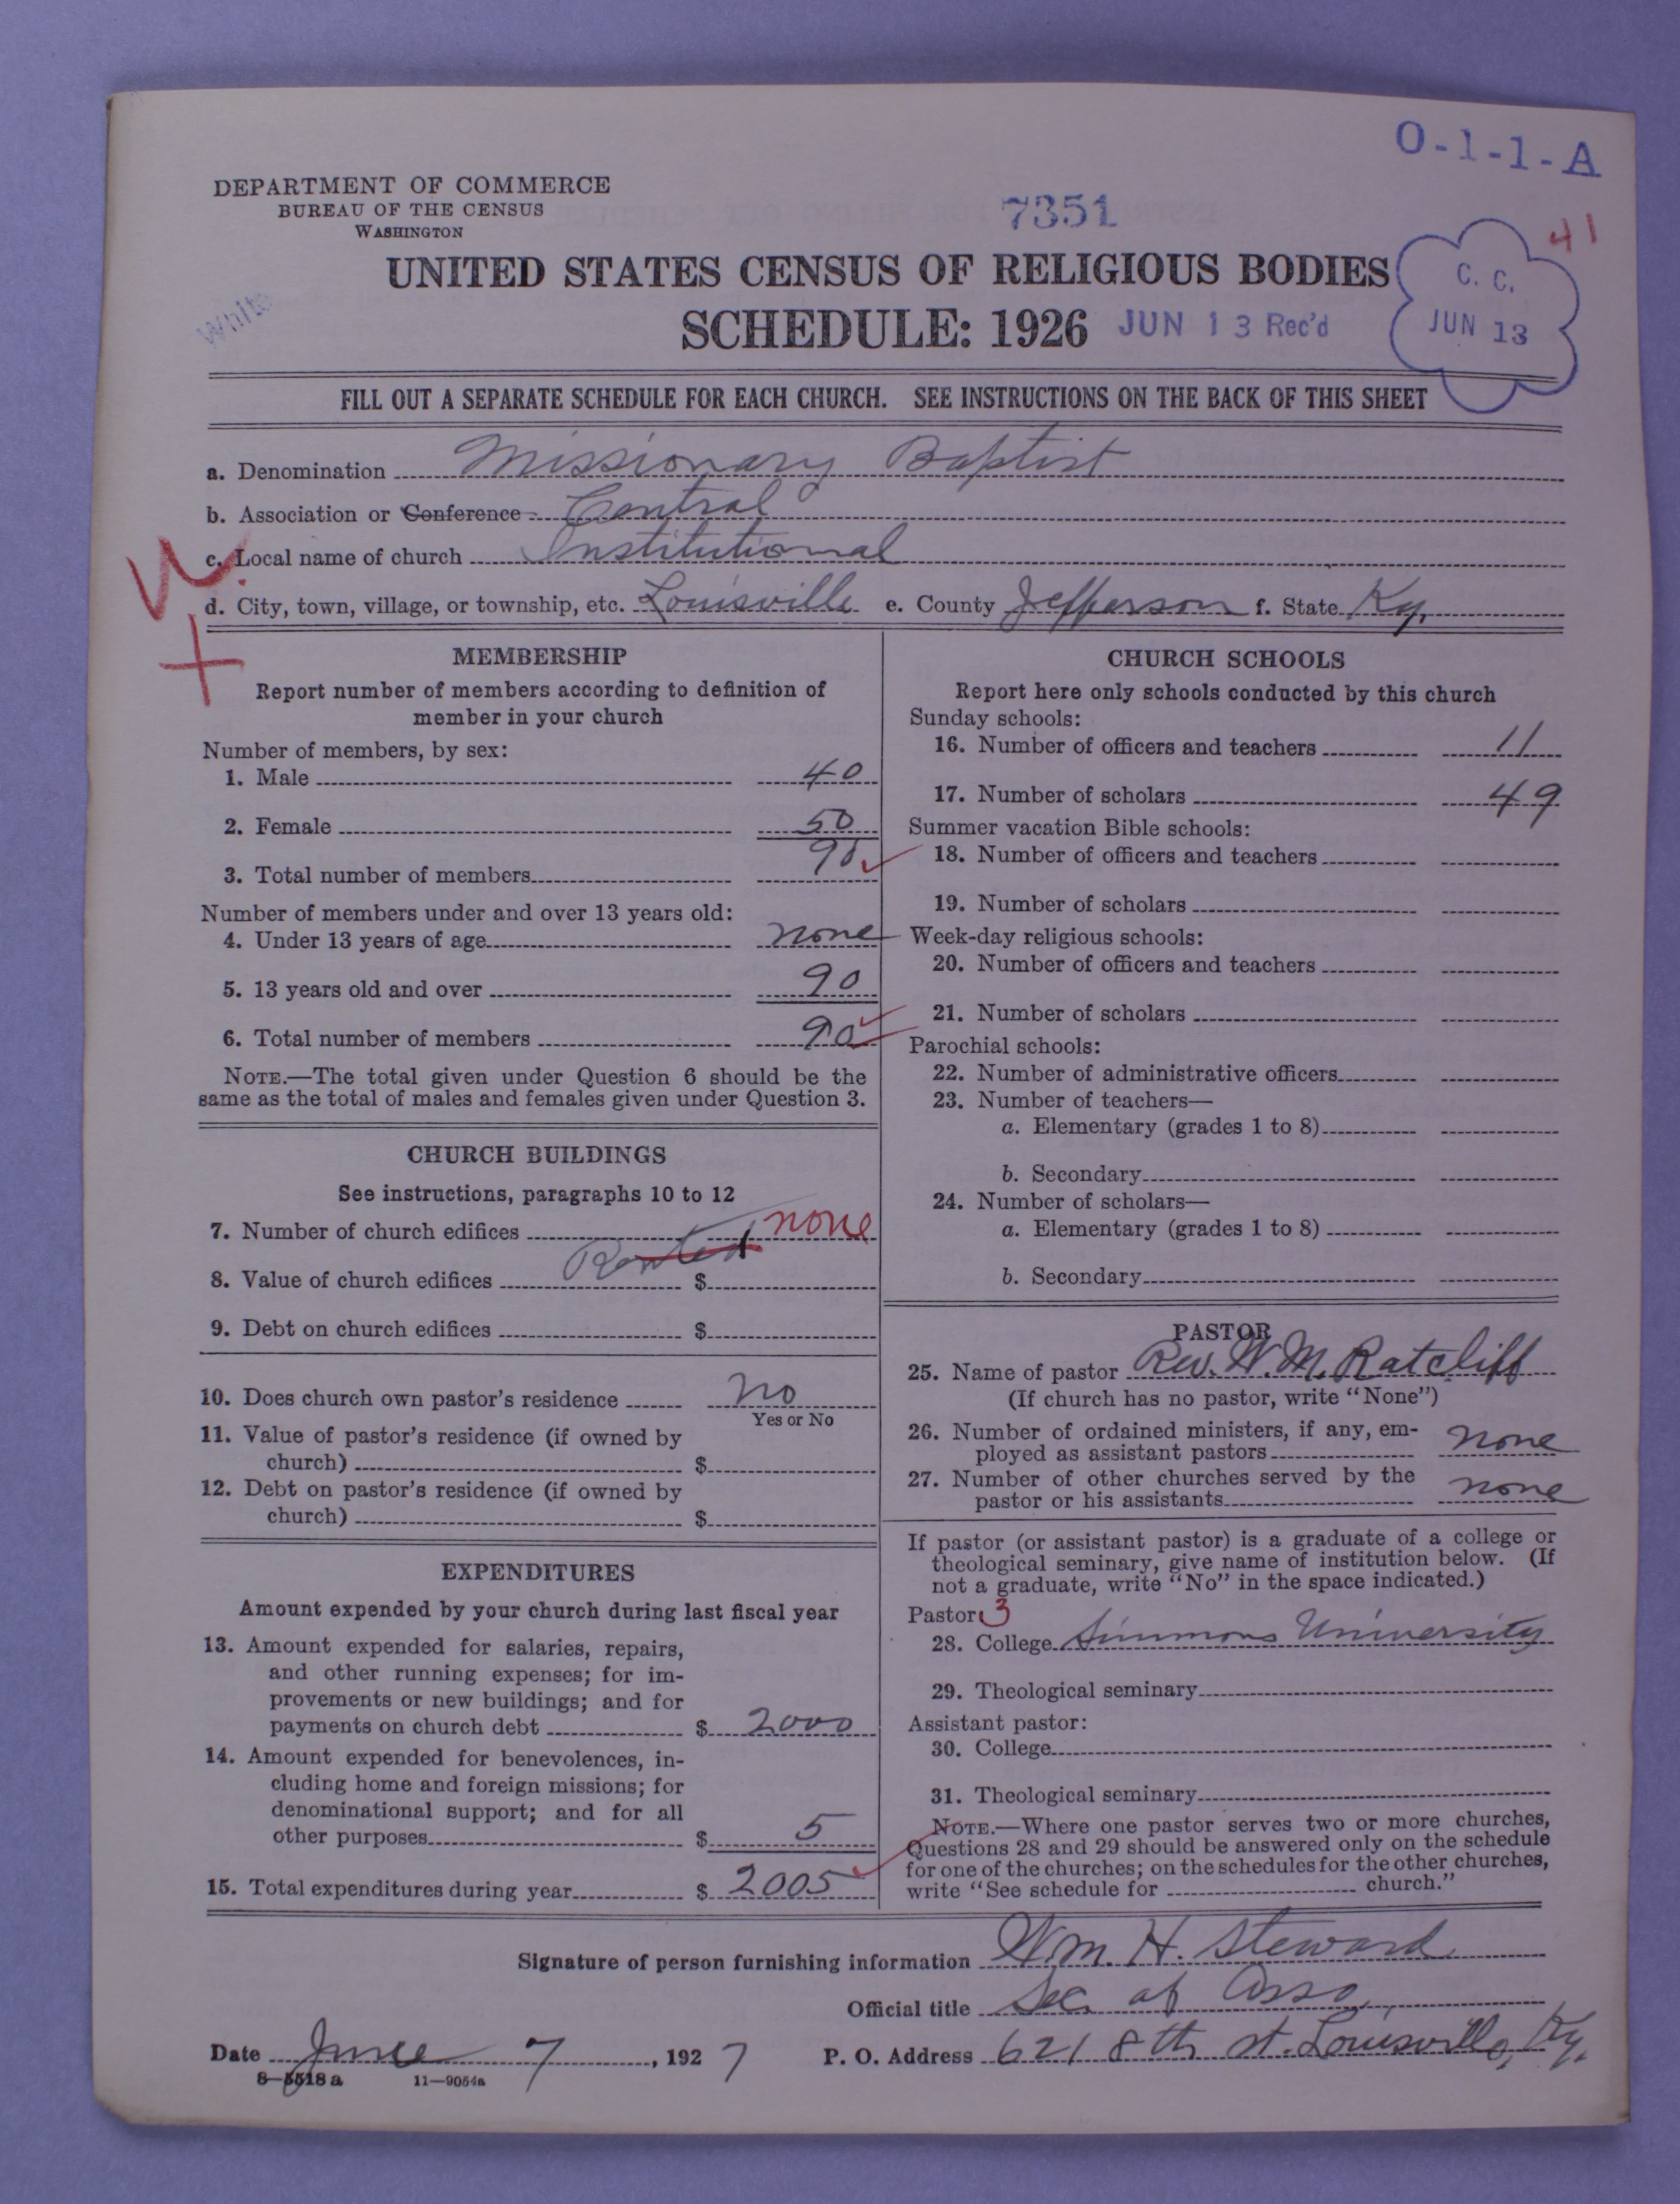 O-1-1-A
DEPARTMENT OF COMMERCE
BUREAU OF THE CENSUS
WASHINGTON
7351
41
UNITED STATES CENSUS OF RELIGIOUS BODIES
SCHEDULE: 1926 JUN 13 Rec'd
C. C.
JUN 13
White
FILL OUT A SEPARATE SCHEDULE FOR EACH CHURCH. SEE INSTRUCTIONS ON THE BACK OF THIS SHEET
a. Denomination Missionary Baptist
b. Association or Conference Central
c. Local name of church Institutional
d. City, town, village, or township, etc. Louisville e. County Jefferson f. State Ky.
MEMBERSHIP
Report number of members according to definition of
member in your church
Number of members, by sex:
1. Male 40
2. Female 50
3. Total number of members 90
Number of members under and over 13 years old:
4. Under 13 years of age none
5. 13 years old and over 90
6. Total number of members 90
NOTE.—The total given under Question 6 should be the
same as the total of males and females given under Question 3.
CHURCH BUILDINGS
See instructions, paragraphs 10 to 12
7. Number of church edifices none
Rented
8. Value of church edifices $
9. Debt on church edifices $
10. Does church own pastor's residence no
Yes or No
11. Value of pastor's residence (if owned by
church) $
12. Debt on pastor's residence (if owned by
church) $
EXPENDITURES
Amount expended by your church during last fiscal year
13. Amount expended for salaries, repairs,
and other running expenses; for im-
provements or new buildings; and for
payments on church debt $ 2000
14. Amount expended for benevolences, in-
cluding home and foreign missions; for
denominational support; and for all
other purposes $ 5
15. Total expenditures during year $ 2005
CHURCH SCHOOLS
Report here only schools conducted by this church
Sunday schools:
16. Number of officers and teachers 11
17. Number of scholars 49
Summer vacation Bible schools:
18. Number of officers and teachers
19. Number of scholars
Week-day religious schools:
20. Number of officers and teachers
21. Number of scholars
Parochial schools:
22. Number of administrative officers
23. Number of teachers—
a. Elementary (grades 1 to 8)
b. Secondary
24. Number of scholars—
a. Elementary (grades 1 to 8)
b. Secondary
PASTOR
25. Name of pastor Rev. W. M. Ratcliff
(If church has no pastor, write "None")
26. Number of ordained ministers, if any, em-
ployed as assistant pastors none
27. Number of other churches served by the
pastor or his assistants none
If pastor (or assistant pastor) is a graduate of a college or
theological seminary, give name of institution below. (If
not a graduate, write "No" in the space indicated.)
Pastor: 3
28. College Simmons University
29. Theological seminary
Assistant pastor:
30. College
31. Theological seminary
NOTE.—Where one pastor serves two or more churches,
Questions 28 and 29 should be answered only on the schedule
for one of the churches; on the schedules for the other churches,
write "See schedule for church."
Signature of person furnishing information Wm. H. Steward
Official title Sec. of Asso.
Date June 7, 1927 P. O. Address 621 8th st. Louisville, Ky.
8-5518a 11-9054a